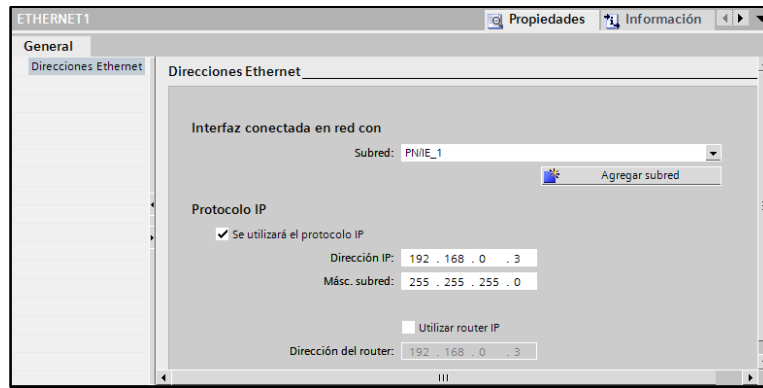 ETHERNET1
Propiedades
Información
General
Direcciones Ethernet
Direcciones Ethernet
Interfaz conectada en red con
Subred: PN/IE_1
Agregar subred
Protocolo IP
Se utilizará el protocolo IP
Dirección IP: 192 . 168 . 0 . 3
Másc. subred: 255 . 255 . 255 . 0
Utilizar router IP
Dirección del router: 192 . 168 . 0 . 3